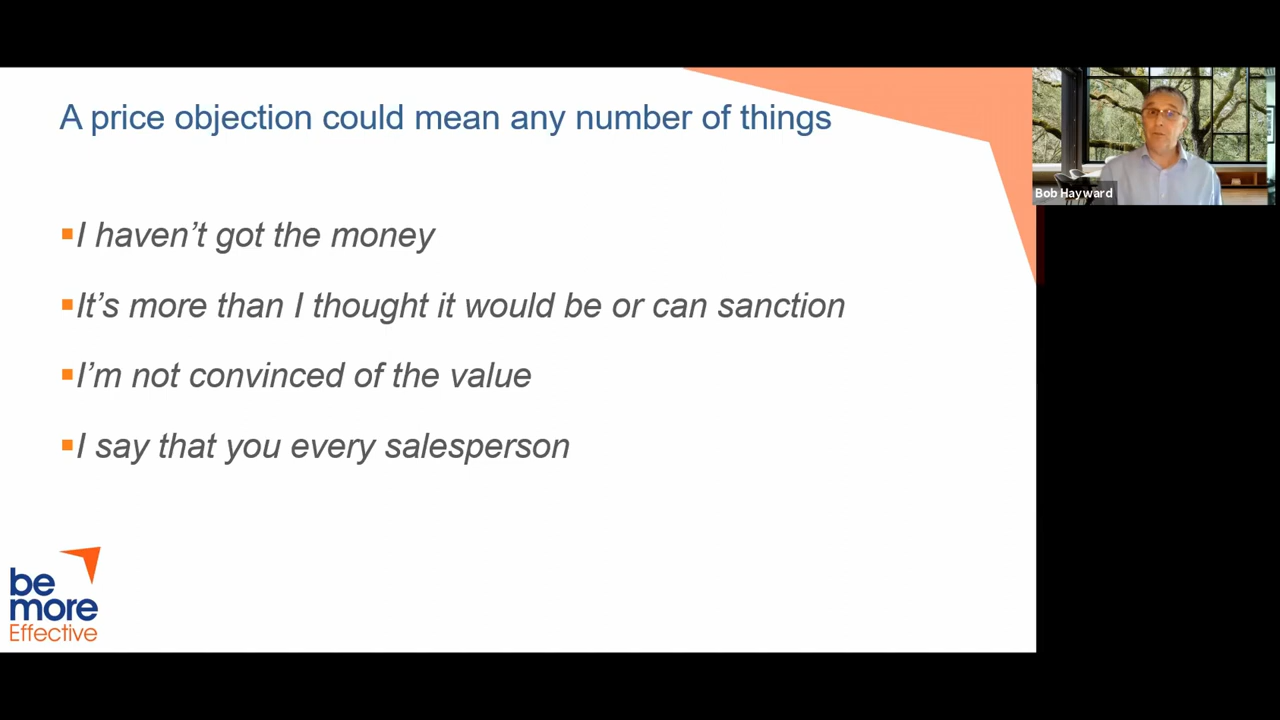 A price objection could mean any number of things
▪I haven’t got the money
▪It’s more than I thought it would be or can sanction
▪I’m not convinced of the value
▪I say that you every salesperson
Bob Hayward
be
more
Effective